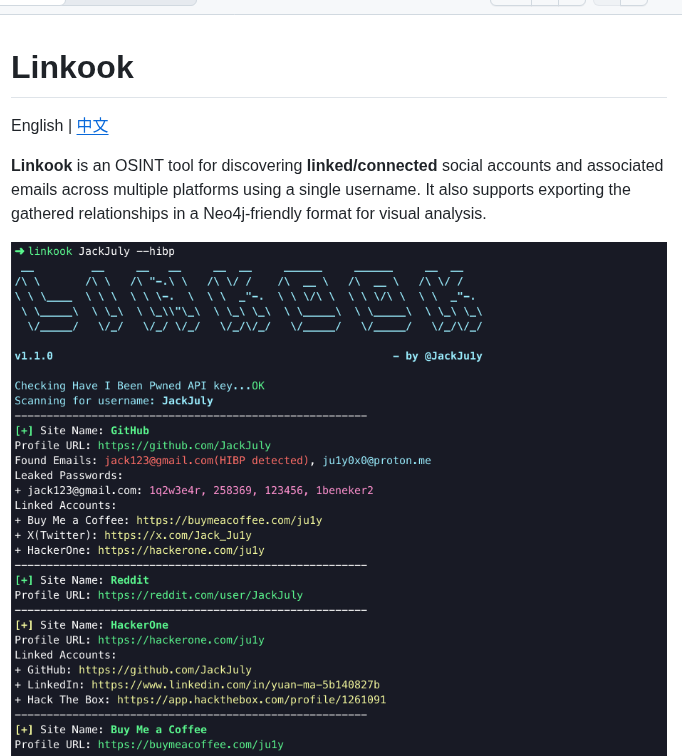 Linkook
English | 中文
Linkook is an OSINT tool for discovering linked/connected social accounts and associated
emails across multiple platforms using a single username. It also supports exporting the
gathered relationships in a Neo4j-friendly format for visual analysis.
➜ linkook JackJuly --hibp
LINKOOK
v1.1.0 - by @JackJu1y
Checking Have I Been Pwned API key...OK
Scanning for username: JackJuly
-------------------------------------------------------
[+] Site Name: GitHub
Profile URL: https://github.com/JackJuly
Found Emails: jack123@gmail.com(HIBP detected), ju1y0x0@proton.me
Leaked Passwords:
+ jack123@gmail.com: 1q2w3e4r, 258369, 123456, 1beneker2
Linked Accounts:
+ Buy Me a Coffee: https://buymeacoffee.com/ju1y
+ X(Twitter): https://x.com/Jack_Ju1y
+ HackerOne: https://hackerone.com/ju1y
-------------------------------------------------------
[+] Site Name: Reddit
Profile URL: https://reddit.com/user/JackJuly
-------------------------------------------------------
[+] Site Name: HackerOne
Profile URL: https://hackerone.com/ju1y
Linked Accounts:
+ GitHub: https://github.com/JackJuly
+ LinkedIn: https://www.linkedin.com/in/yuan-ma-5b140827b
+ Hack The Box: https://app.hackthebox.com/profile/1261091
-------------------------------------------------------
[+] Site Name: Buy Me a Coffee
Profile URL: https://buymeacoffee.com/ju1y